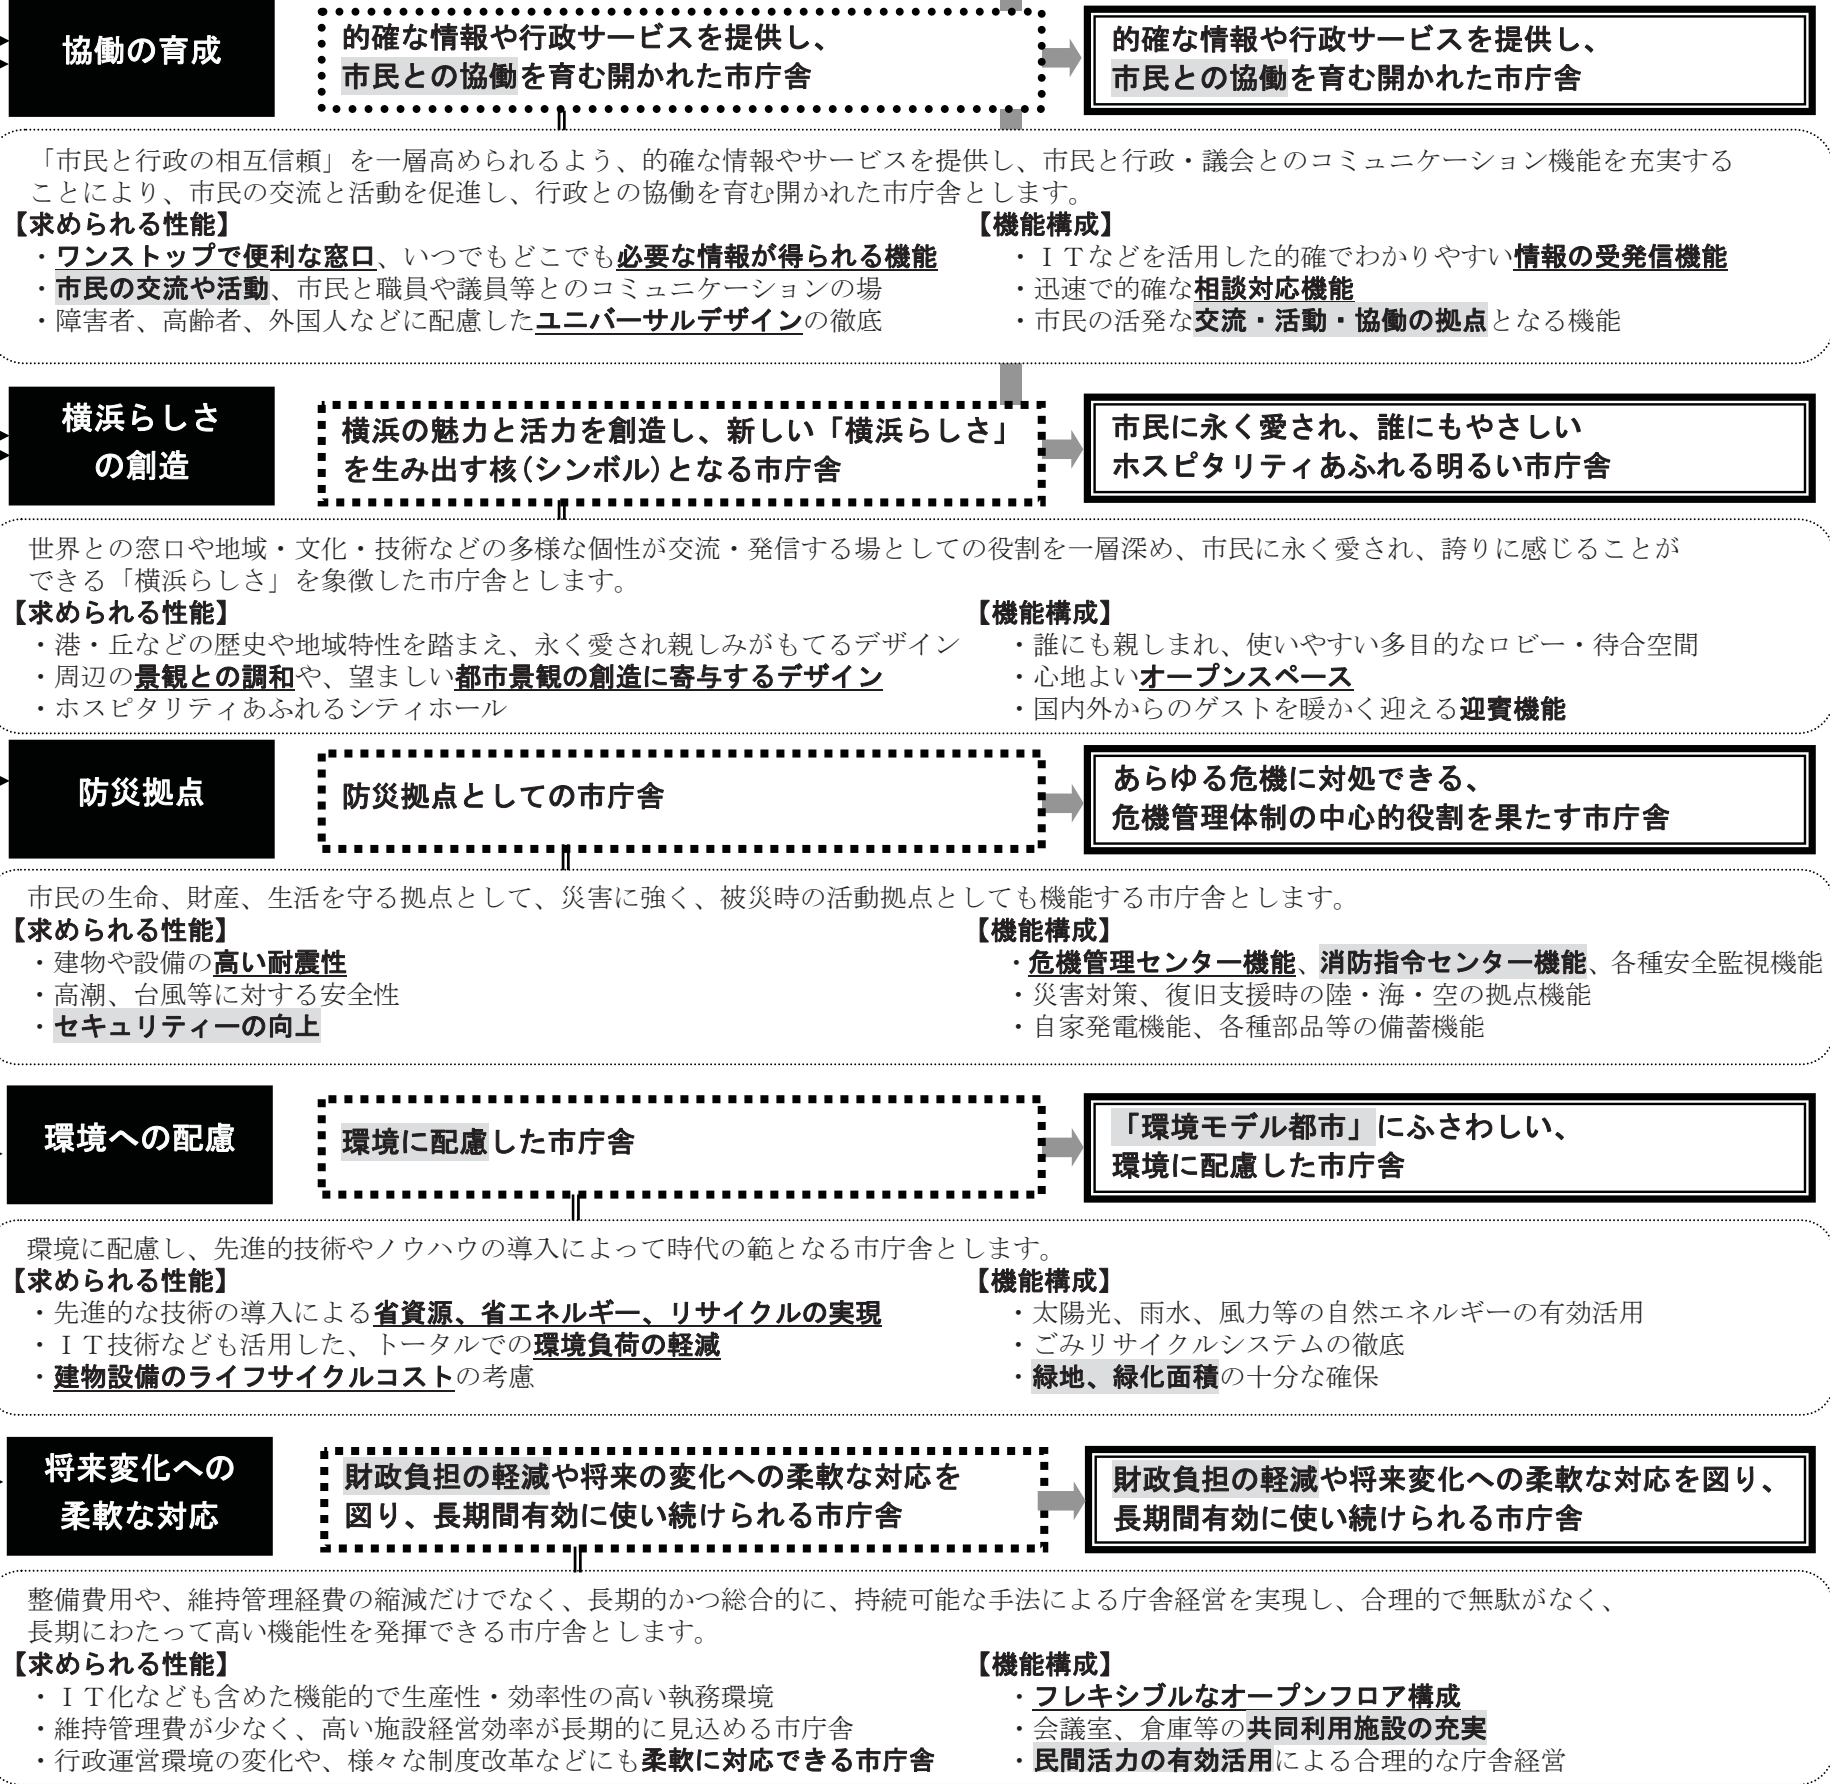 協働の育成
的確な情報や行政サービスを提供し、
市民との協働を育む開かれた市庁舎
的確な情報や行政サービスを提供し、
市民との協働を育む開かれた市庁舎
「市民と行政の相互信頼」を一層高められるよう、的確な情報やサービスを提供し、市民と行政・議会とのコミュニケーション機能を充実する
ことにより、市民の交流と活動を促進し、行政との協働を育む開かれた市庁舎とします。
【求められる性能】
・ワンストップで便利な窓口、いつでもどこでも必要な情報が得られる機能
・市民の交流や活動、市民と職員や議員等とのコミュニケーションの場
・障害者、高齢者、外国人などに配慮したユニバーサルデザインの徹底
【機能構成】
・ＩＴなどを活用した的確でわかりやすい情報の受発信機能
・迅速で的確な相談対応機能
・市民の活発な交流・活動・協働の拠点となる機能
横浜らしさ
の創造
横浜の魅力と活力を創造し、新しい「横浜らしさ」
を生み出す核(シンボル)となる市庁舎
市民に永く愛され、誰にもやさしい
ホスピタリティあふれる明るい市庁舎
世界との窓口や地域・文化・技術などの多様な個性が交流・発信する場としての役割を一層深め、市民に永く愛され、誇りに感じることが
できる「横浜らしさ」を象徴した市庁舎とします。
【求められる性能】
・港・丘などの歴史や地域特性を踏まえ、永く愛され親しみがもてるデザイン
・周辺の景観との調和や、望ましい都市景観の創造に寄与するデザイン
・ホスピタリティあふれるシティホール
【機能構成】
・誰にも親しまれ、使いやすい多目的なロビー・待合空間
・心地よいオープンスペース
・国内外からのゲストを暖かく迎える迎賓機能
防災拠点
防災拠点としての市庁舎
あらゆる危機に対処できる、
危機管理体制の中心的役割を果たす市庁舎
市民の生命、財産、生活を守る拠点として、災害に強く、被災時の活動拠点としても機能する市庁舎とします。
【求められる性能】
・建物や設備の高い耐震性
・高潮、台風等に対する安全性
・セキュリティーの向上
【機能構成】
・危機管理センター機能、消防指令センター機能、各種安全監視機能
・災害対策、復旧支援時の陸・海・空の拠点機能
・自家発電機能、各種部品等の備蓄機能
環境への配慮
環境に配慮した市庁舎
「環境モデル都市」にふさわしい、
環境に配慮した市庁舎
環境に配慮し、先進的技術やノウハウの導入によって時代の範となる市庁舎とします。
【求められる性能】
・先進的な技術の導入による省資源、省エネルギー、リサイクルの実現
・ＩＴ技術なども活用した、トータルでの環境負荷の軽減
・建物設備のライフサイクルコストの考慮
【機能構成】
・太陽光、雨水、風力等の自然エネルギーの有効活用
・ごみリサイクルシステムの徹底
・緑地、緑化面積の十分な確保
将来変化への
柔軟な対応
財政負担の軽減や将来の変化への柔軟な対応を
図り、長期間有効に使い続けられる市庁舎
財政負担の軽減や将来変化への柔軟な対応を図り、
長期間有効に使い続けられる市庁舎
整備費用や、維持管理経費の縮減だけでなく、長期的かつ総合的に、持続可能な手法による庁舎経営を実現し、合理的で無駄がなく、
長期にわたって高い機能性を発揮できる市庁舎とします。
【求められる性能】
・ＩＴ化なども含めた機能的で生産性・効率性の高い執務環境
・維持管理費が少なく、高い施設経営効率が長期的に見込める市庁舎
・行政運営環境の変化や、様々な制度改革などにも柔軟に対応できる市庁舎
【機能構成】
・フレキシブルなオープンフロア構成
・会議室、倉庫等の共同利用施設の充実
・民間活力の有効活用による合理的な庁舎経営